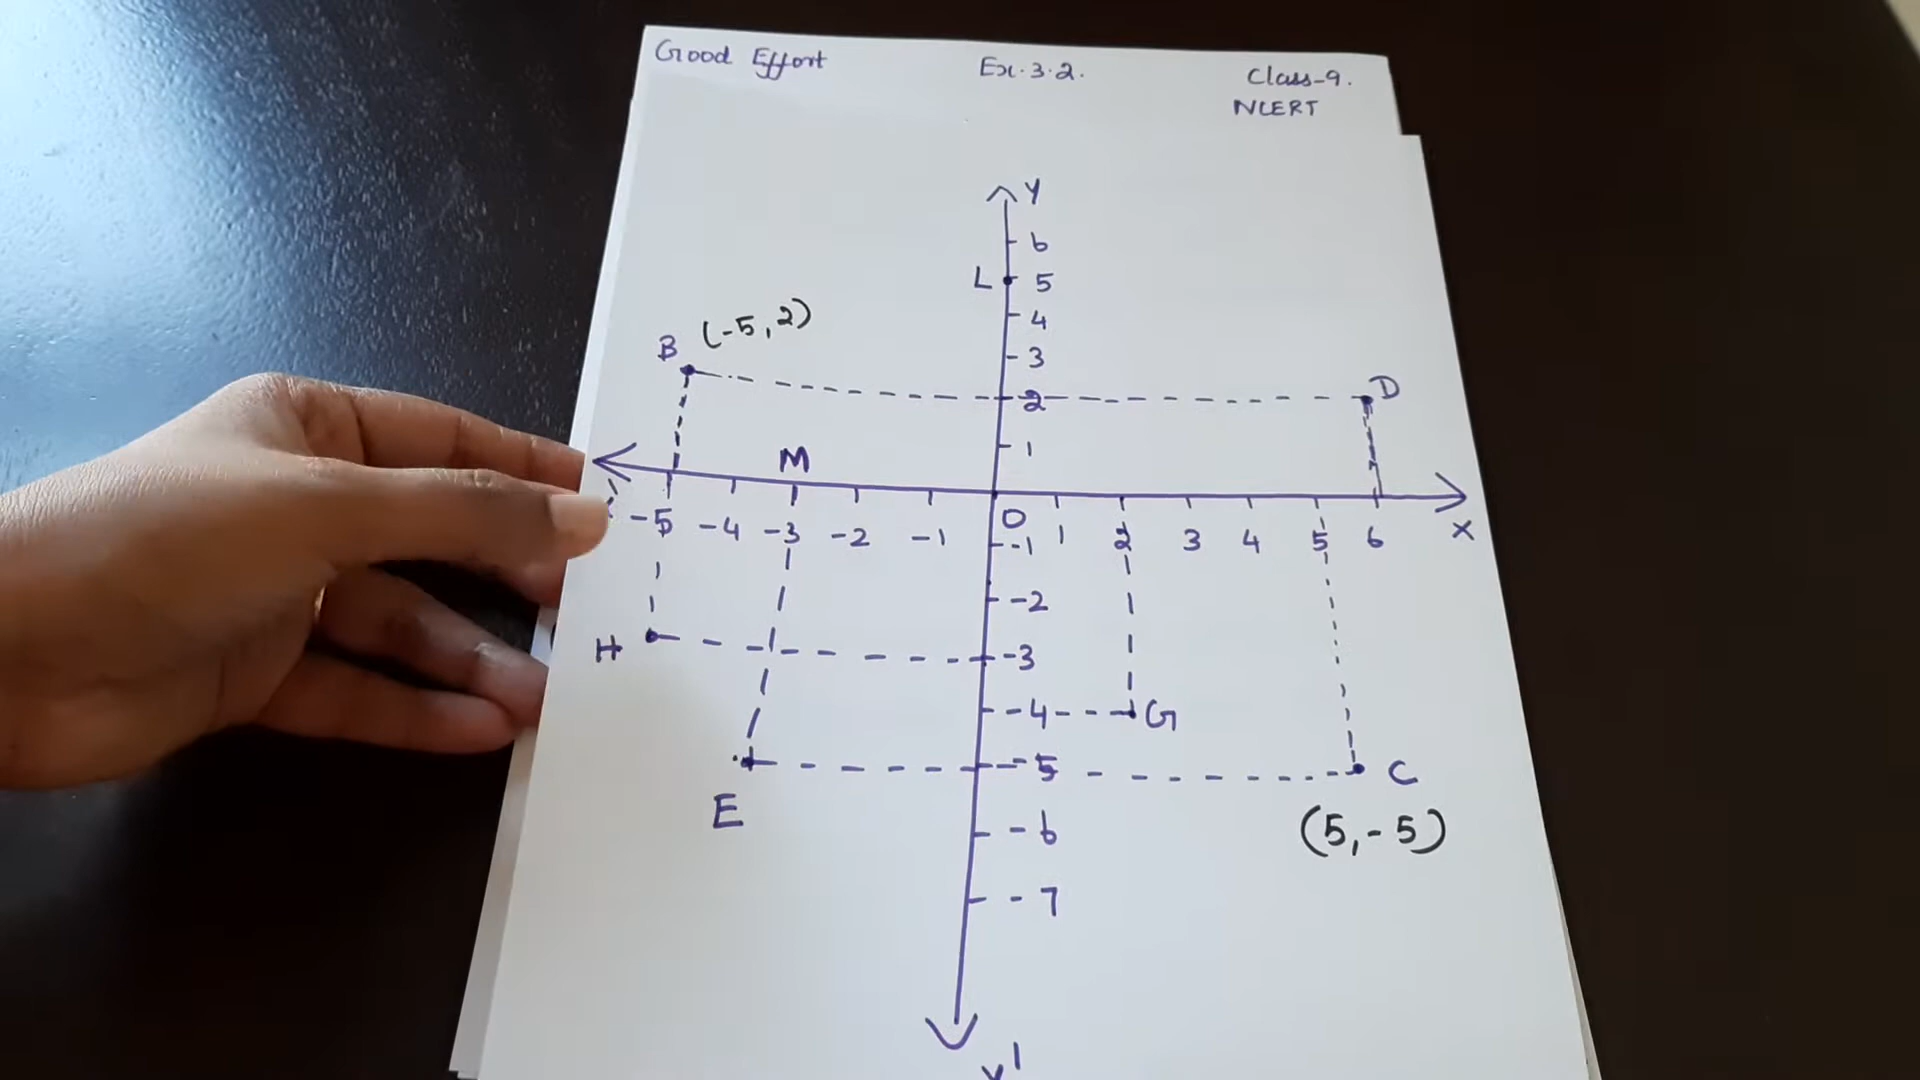 Good Effort
Ex.3.2.
Class-9.
NCERT
Y
6
L 5
4
3
B (-5,2)
2
D
1
M
-5 -4 -3 -2 -1 0 1 2 3 4 5 6 X
-1
-2
H -3
-4 G
E -5 C
(5,-5)
-6
-7
Y'